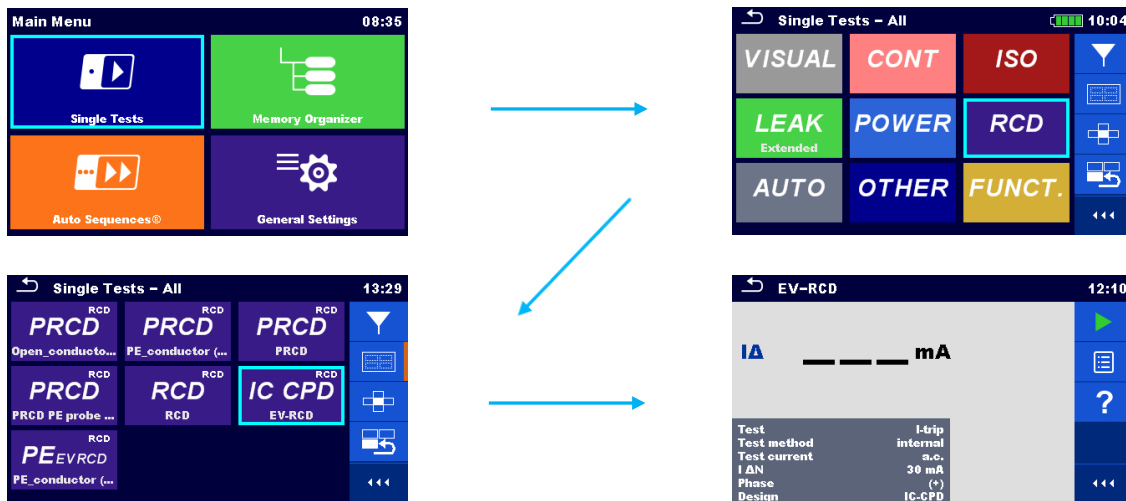 Main Menu 08:35
Single Tests
Memory Organizer
Auto Sequences®
General Settings
Single Tests – All 10:04
VISUAL CONT ISO
LEAK POWER RCD
Extended
AUTO OTHER FUNCT.
Single Tests – All 13:29
RCD RCD RCD
PRCD PRCD PRCD
Open_conducto... PE_conductor (... PRCD
RCD RCD RCD
PRCD RCD IC CPD
PRCD PE probe ... RCD EV-RCD
RCD
PE EVRCD
PE_conductor (...
EV–RCD 12:10
IΔ _ _ _ mA
?
Test I-trip
Test method internal
Test current a.c.
I ΔN 30 mA
Phase (+)
Design IC-CPD